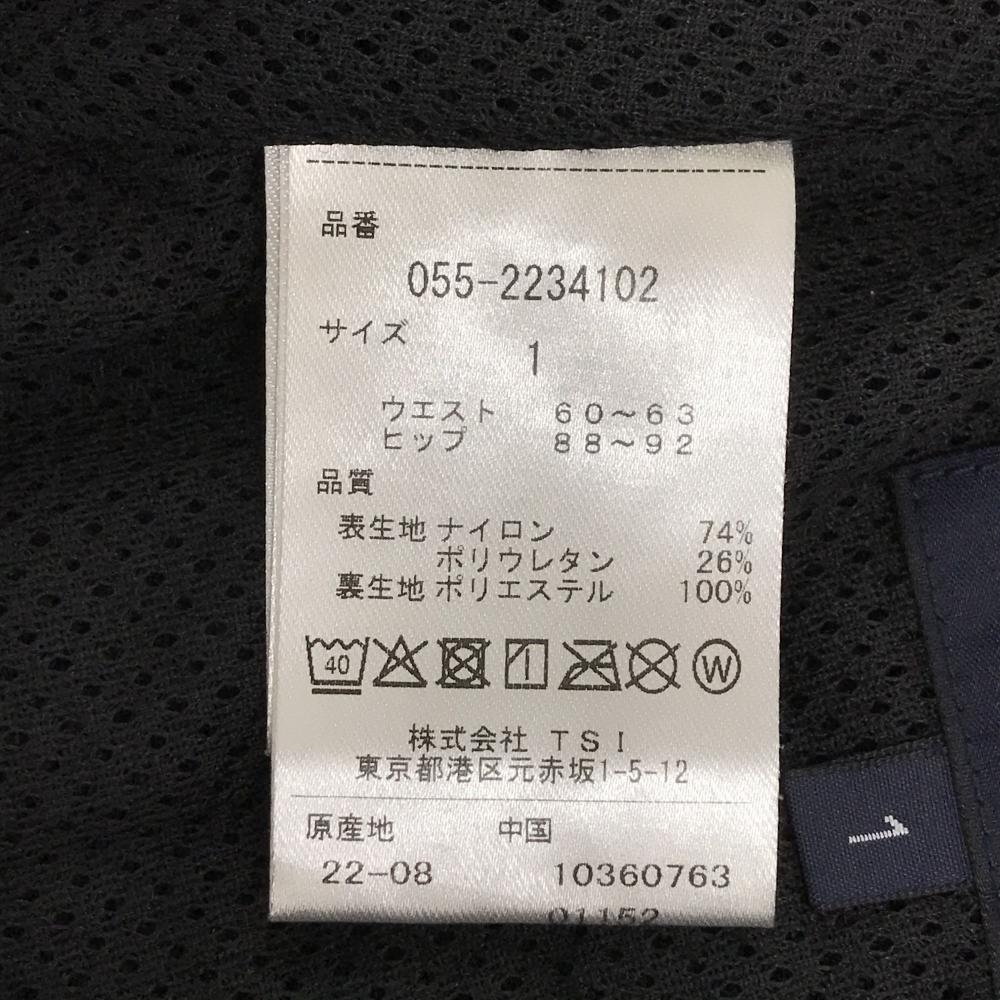 品番
055-2234102
サイズ
1
ウエスト 60～63
ヒップ 88～92
品質
表生地 ナイロン 74%
ポリウレタン 26%
裏生地 ポリエステル 100%
40
W
株式会社 TSI
東京都港区元赤坂1-5-12
原産地 中国
22-08 10360763
01152
1